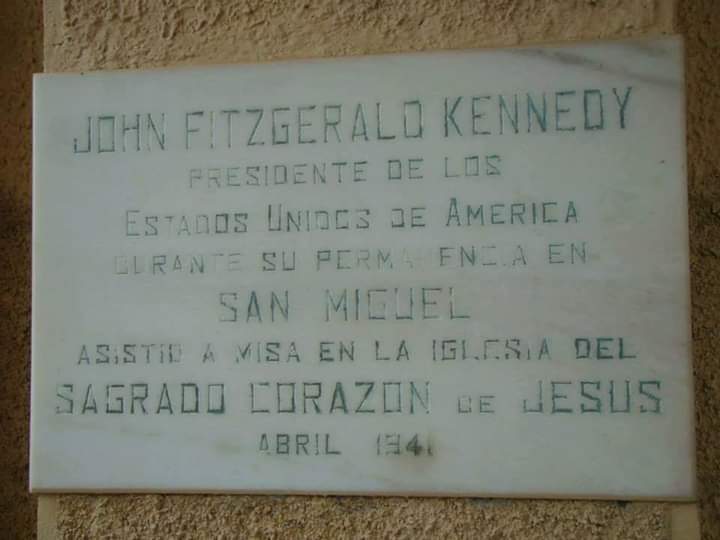 JOHN FITZGERALD KENNEDY
PRESIDENTE DE LOS
ESTADOS UNIDOS DE AMERICA
DURANTE SU PERMANENCIA EN
SAN MIGUEL
ASISTIO A MISA EN LA IGLESIA DEL
SAGRADO CORAZON DE JESUS
ABRIL 1941